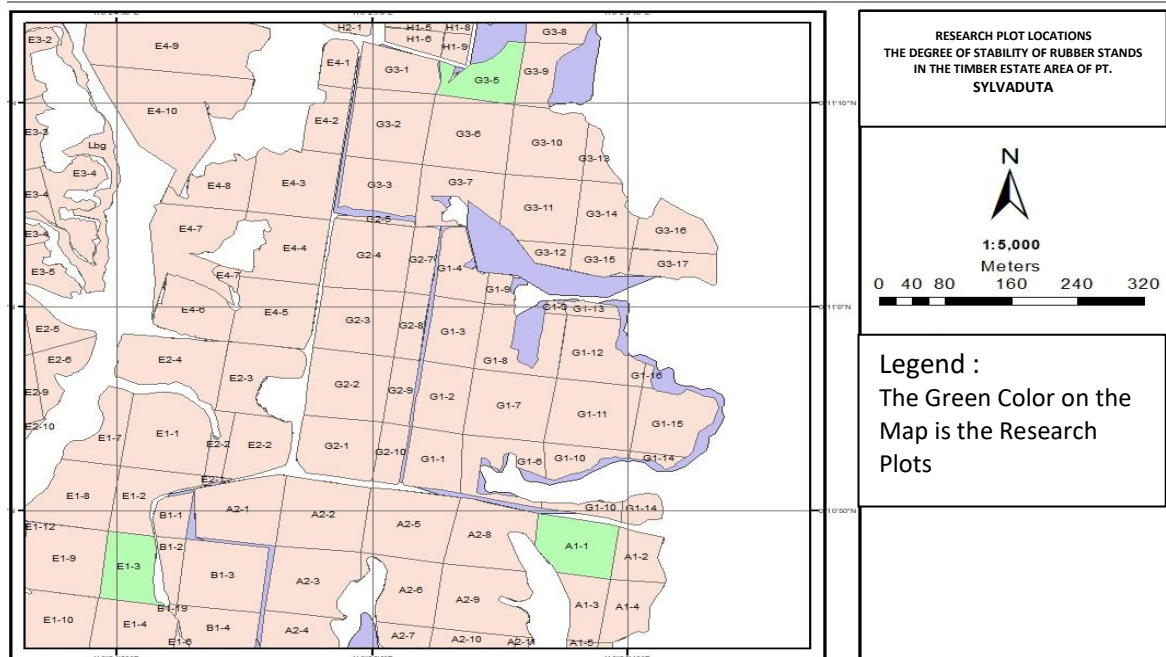 H2-1
H1-5
H1-8
H1-6
H1-9
G3-8
E3-2
E4-9
E4-1
G3-1
G3-5
G3-9
E4-10
E4-2
G3-2
G3-6
G3-10
E3-3
Lbg
G3-13
E3-4
E4-8
E4-3
G3-3
G3-7
E3-4
G3-11
G3-14
G2-5
E4-7
G3-16
E3-4
E4-4
G2-4
G2-7
G1-4
G3-12
G3-15
G3-17
E3-5
E4-7
G1-9
E4-6
E4-5
G1-13
E2-5
G2-3
G2-8
G1-3
E2-6
E2-4
G1-8
G1-12
E2-3
G2-2
G2-9
G1-2
G1-16
E2-9
G1-7
G1-11
E2-10
E1-7
E1-1
E2-2
E2-2
G2-1
G2-10
G1-1
G1-15
G1-6
G1-10
G1-14
E2-1
E1-8
E1-2
B1-1
A2-1
A2-2
A2-5
A2-8
G1-10
G1-14
E1-12
E1-9
E1-3
B1-2
B1-3
A2-3
A1-1
A1-2
A2-6
A2-9
B1-19
E1-10
E1-4
E1-6
B1-4
A2-4
A2-7
A2-10
A2-11
A1-3
A1-4
A1-5
RESEARCH PLOT LOCATIONS
THE DEGREE OF STABILITY OF RUBBER STANDS
IN THE TIMBER ESTATE AREA OF PT.
SYLVADUTA
N
1:5,000
Meters
0 40 80 160 240 320
Legend :
The Green Color on the
Map is the Research
Plots